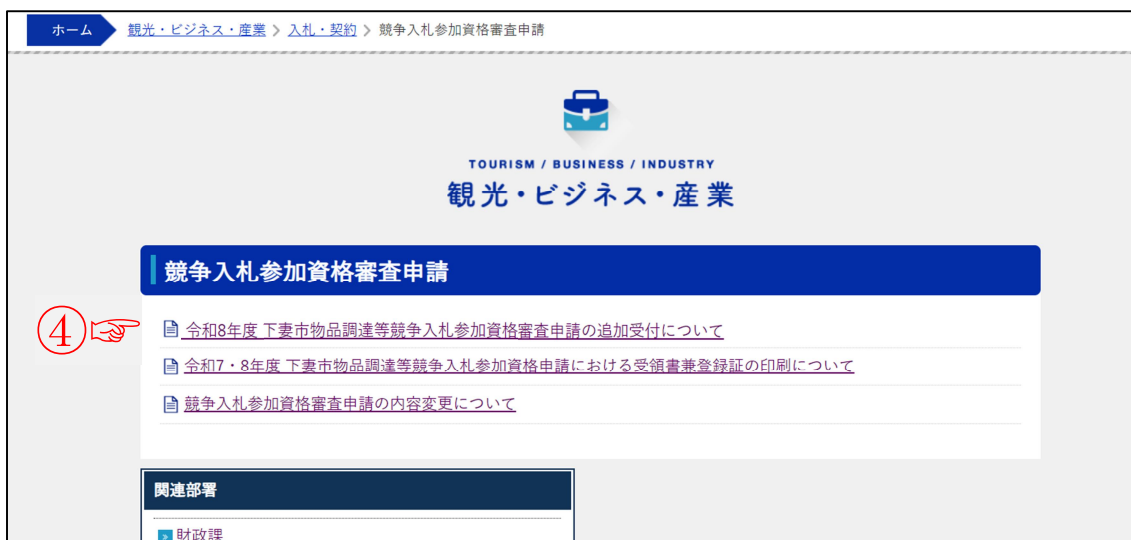 ホーム 観光・ビジネス・産業 > 入札・契約 > 競争入札参加資格審査申請
TOURISM / BUSINESS / INDUSTRY
観光・ビジネス・産業
競争入札参加資格審査申請
④☞ 令和8年度 下妻市物品調達等競争入札参加資格審査申請の追加受付について
令和7・8年度 下妻市物品調達等競争入札参加資格申請における受領書兼登録証の印刷について
競争入札参加資格審査申請の内容変更について
関連部署
財政課